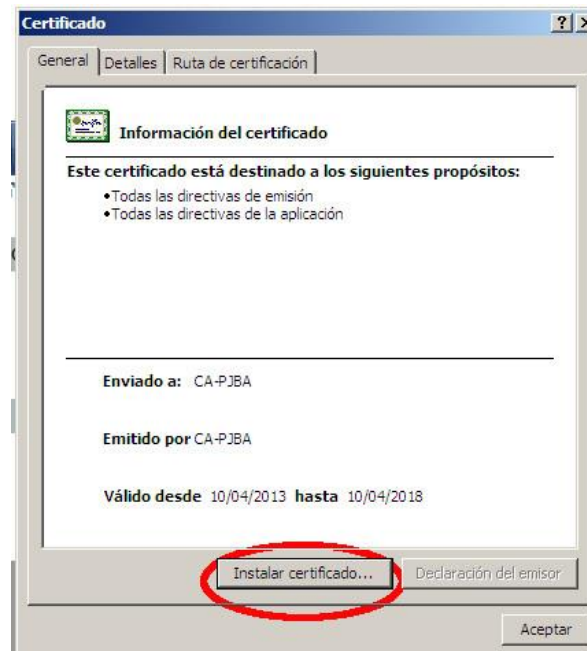 Certificado
General Detalles Ruta de certificación
Información del certificado
Este certificado está destinado a los siguientes propósitos:
•Todas las directivas de emisión
•Todas las directivas de la aplicación
Enviado a: CA-PJBA
Emitido por CA-PJBA
Válido desde 10/04/2013 hasta 10/04/2018
Instalar certificado... Declaración del emisor
Aceptar